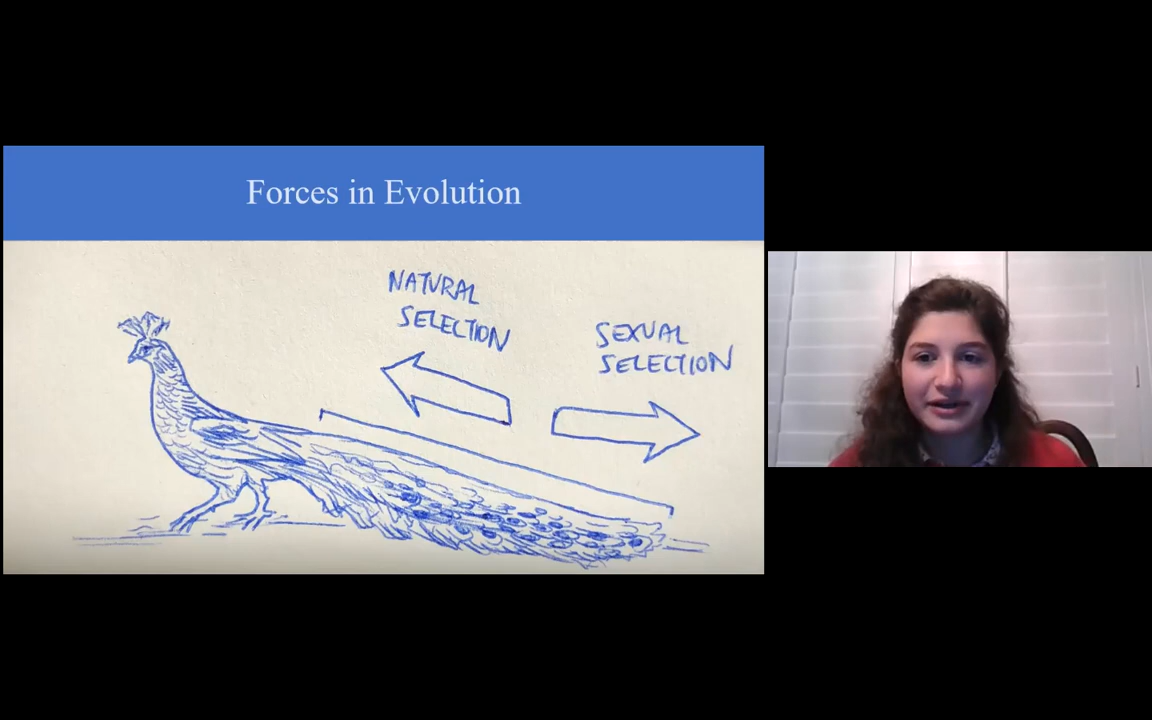 Forces in Evolution
NATURAL
SELECTION
SEXUAL
SELECTION